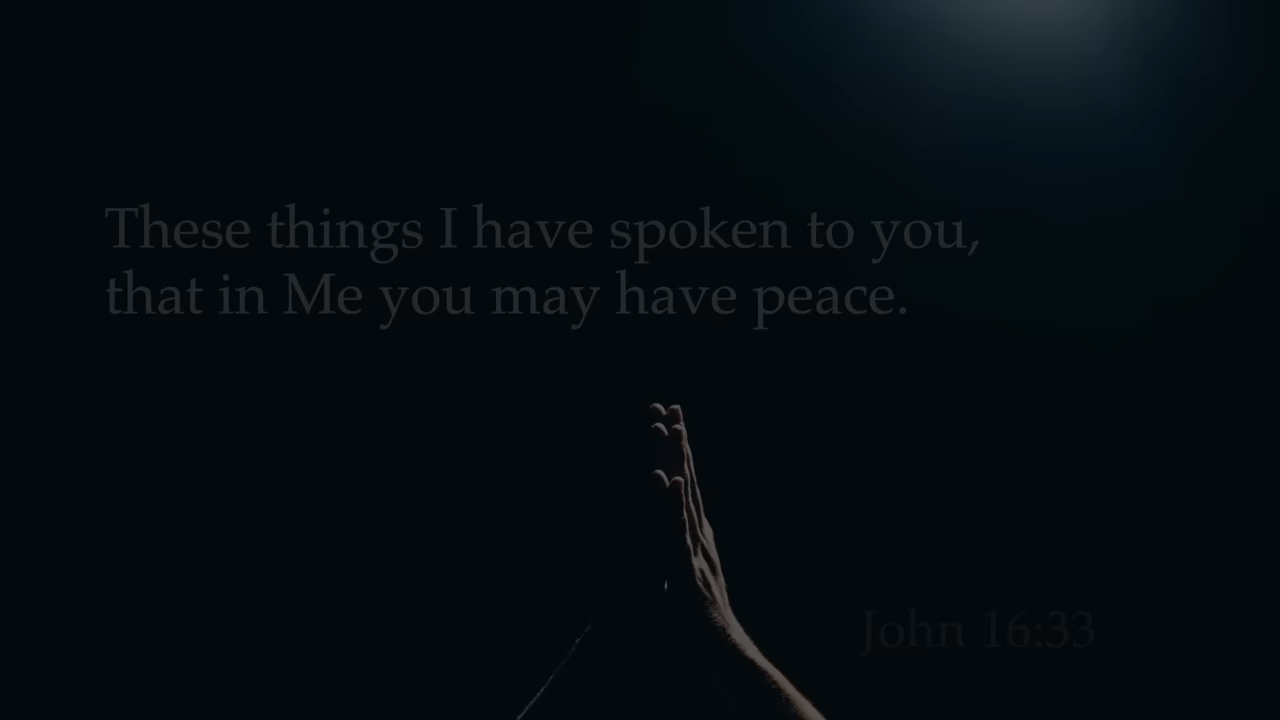 These things I have spoken to you,
that in Me you may have peace.
John 16:33